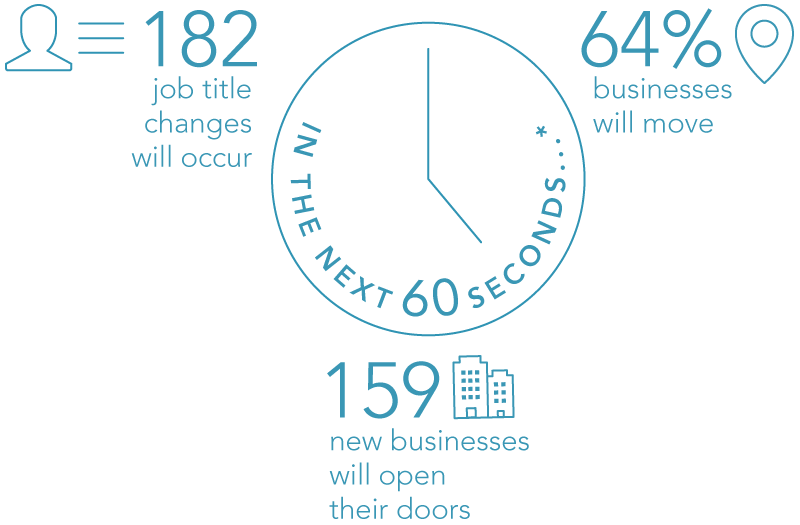 182
job title
changes
will occur
64%
businesses
will move
IN THE NEXT 60 SECONDS...*
159
new businesses
will open
their doors